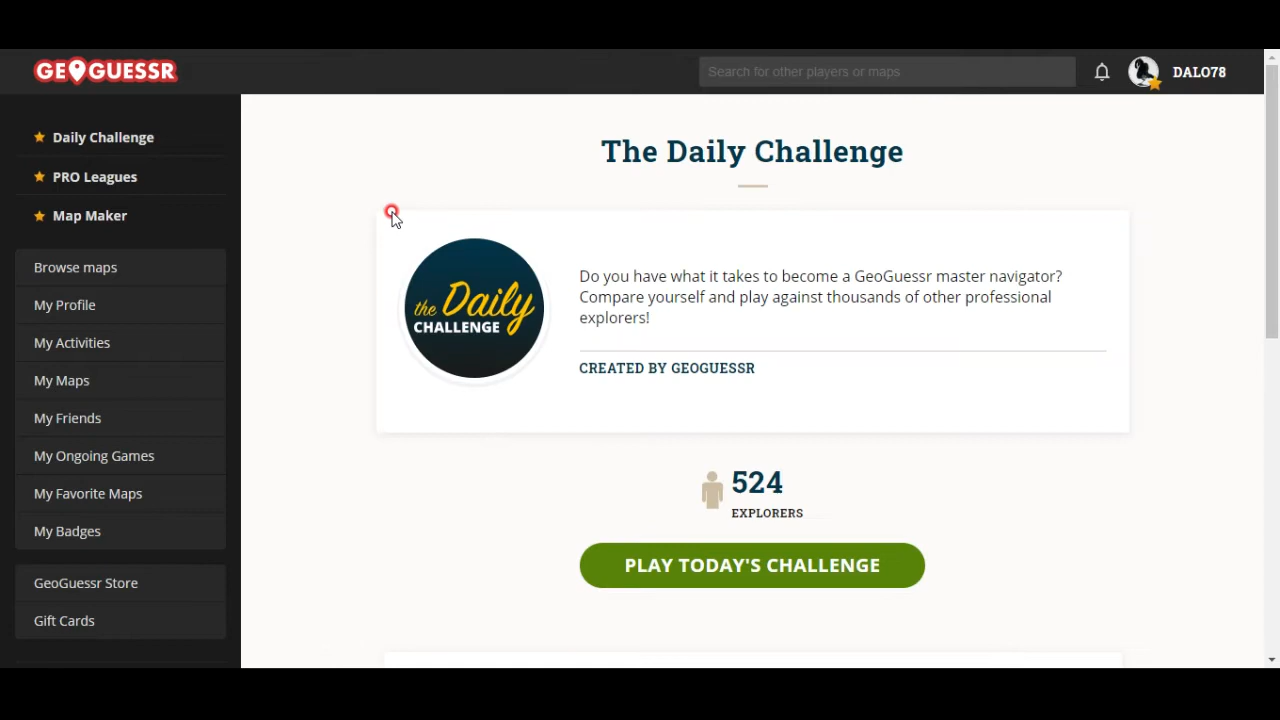 GEOGUESSR
Search for other players or maps
DALO78
Daily Challenge
PRO Leagues
Map Maker
Browse maps
My Profile
My Activities
My Maps
My Friends
My Ongoing Games
My Favorite Maps
My Badges
GeoGuessr Store
Gift Cards
The Daily Challenge
the Daily
CHALLENGE
Do you have what it takes to become a GeoGuessr master navigator?
Compare yourself and play against thousands of other professional
explorers!
CREATED BY GEOGUESSR
524
EXPLORERS
PLAY TODAY'S CHALLENGE